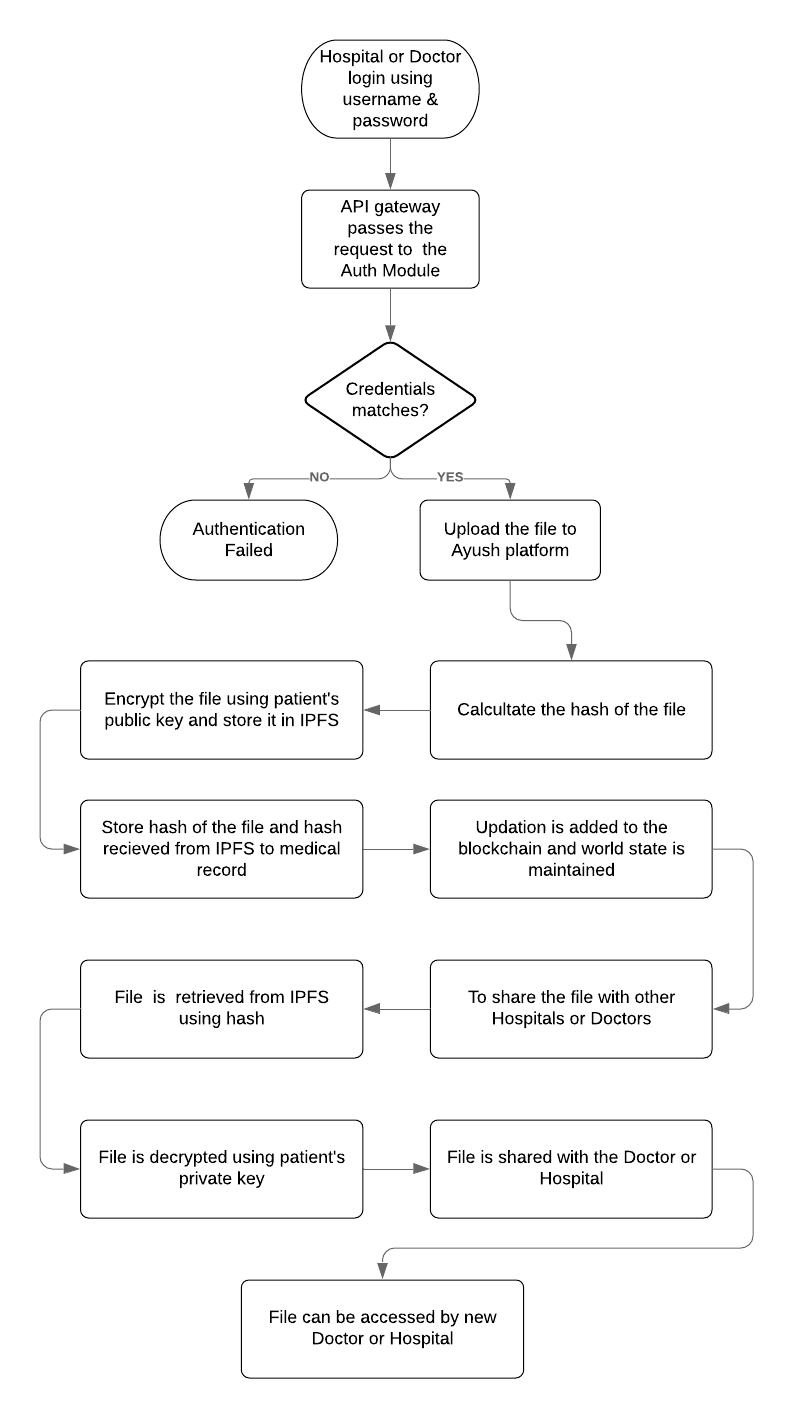 Hospital or Doctor
login using
username &
password
API gateway
passes the
request to  the
Auth Module
Credentials
matches?
NO
YES
Authentication
Failed
Upload the file to
Ayush platform
Encrypt the file using patient's
public key and store it in IPFS
Calcultate the hash of the file
Store hash of the file and hash
recieved from IPFS to medical
record
Updation is added to the
blockchain and world state is
maintained
File  is  retrieved from IPFS
using hash
To share the file with other
Hospitals or Doctors
File is decrypted using patient's
private key
File is shared with the Doctor or
Hospital
File can be accessed by new
Doctor or Hospital